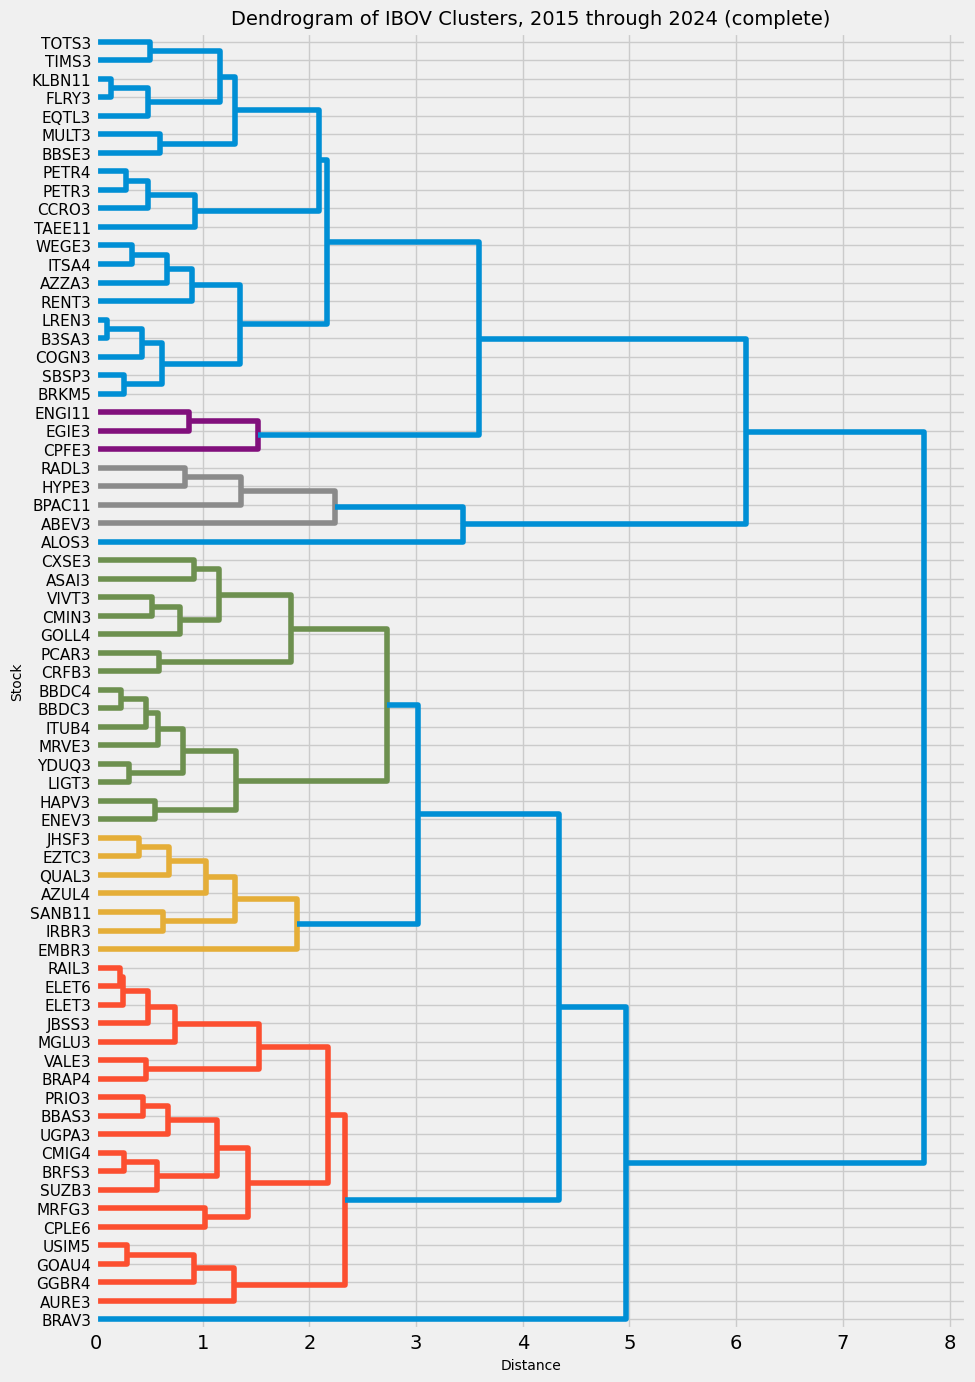 Dendrogram of IBOV Clusters, 2015 through 2024 (complete)
TOTS3
TIMS3
KLBN11
FLRY3
EQTL3
MULT3
BBSE3
PETR4
PETR3
CCRO3
TAEE11
WEGE3
ITSA4
AZZA3
RENT3
LREN3
B3SA3
COGN3
SBSP3
BRKM5
ENGI11
EGIE3
CPFE3
RADL3
HYPE3
BPAC11
ABEV3
ALOS3
CXSE3
ASAI3
VIVT3
CMIN3
GOLL4
PCAR3
CRFB3
Stock
BBDC4
BBDC3
ITUB4
MRVE3
YDUQ3
LIGT3
HAPV3
ENEV3
JHSF3
EZTC3
QUAL3
AZUL4
SANB11
IRBR3
EMBR3
RAIL3
ELET6
ELET3
JBSS3
MGLU3
VALE3
BRAP4
PRIO3
BBAS3
UGPA3
CMIG4
BRFS3
SUZB3
MRFG3
CPLE6
USIM5
GOAU4
GGBR4
AURE3
BRAV3
0 1 2 3 4 5 6 7 8
Distance